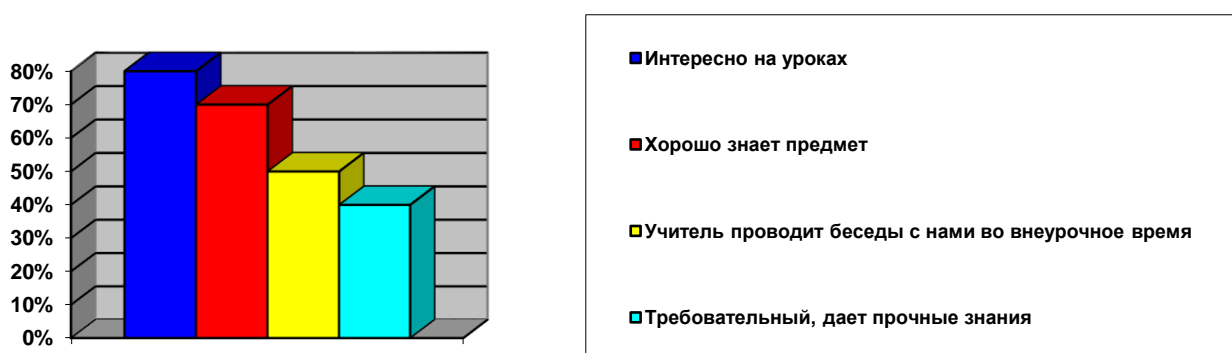 80%
70%
60%
50%
40%
30%
20%
10%
0%
Интересно на уроках
Хорошо знает предмет
Учитель проводит беседы с нами во внеурочное время
Требовательный, дает прочные знания